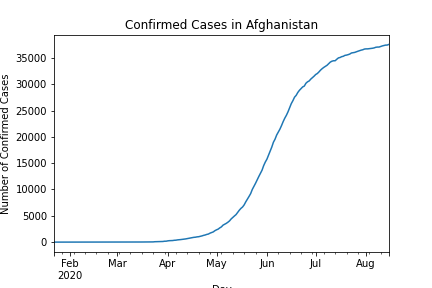 Confirmed Cases in Afghanistan
Number of Confirmed Cases
35000
30000
25000
20000
15000
10000
5000
0
Feb Mar Apr May Jun Jul Aug
2020
Day